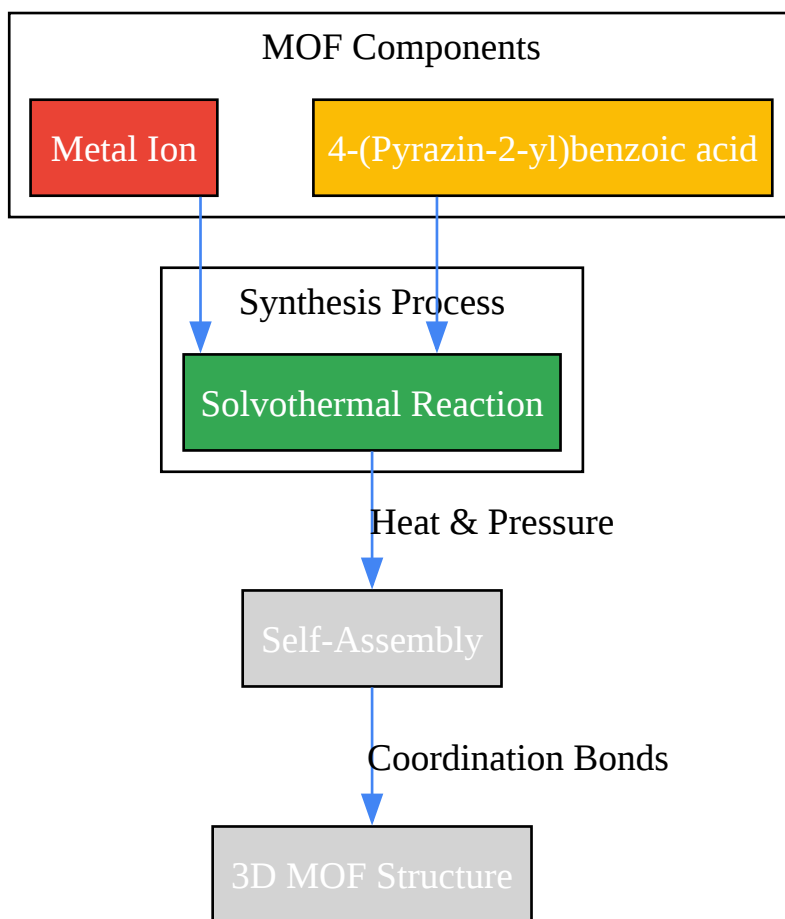 MOF Components
Metal Ion
4-(Pyrazin-2-yl)benzoic acid
Synthesis Process
Solvothermal Reaction
Heat & Pressure
Self-Assembly
Coordination Bonds
3D MOF Structure